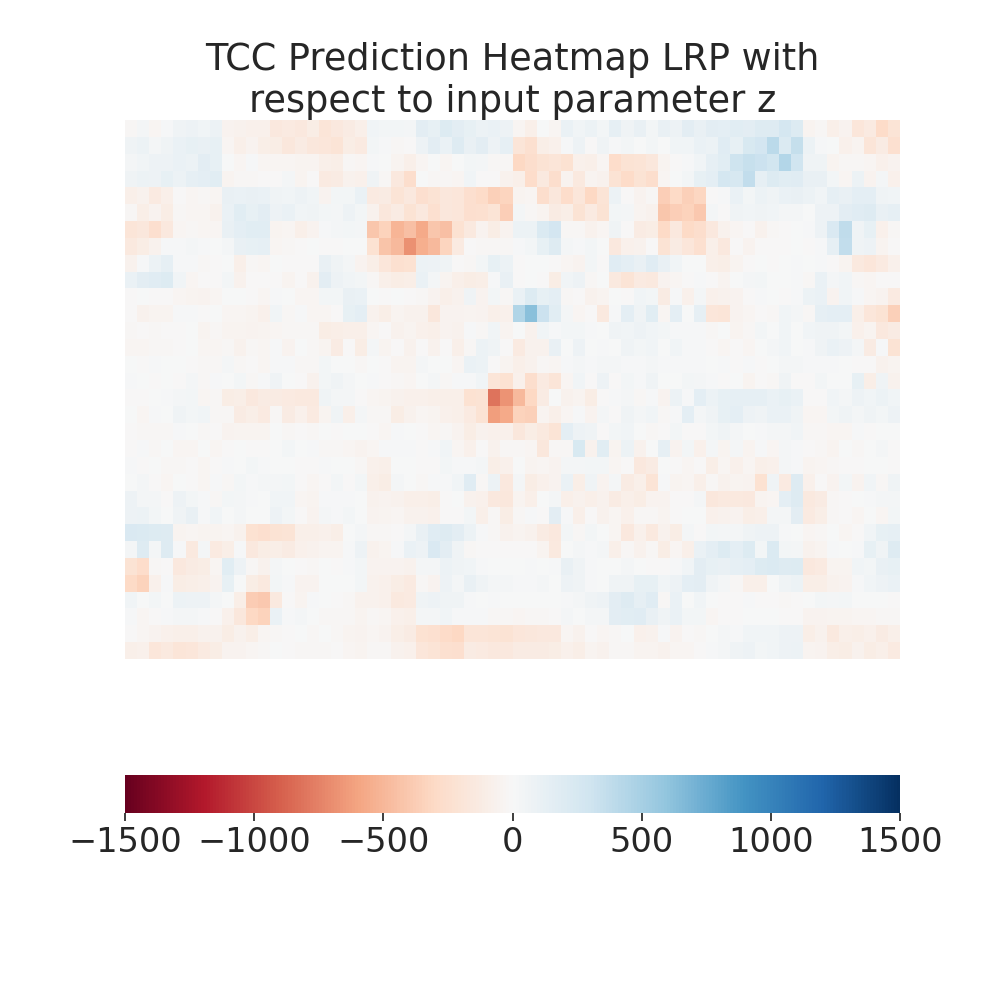 TCC Prediction Heatmap LRP with
respect to input parameter z
−1500 −1000 −500 0 500 1000 1500